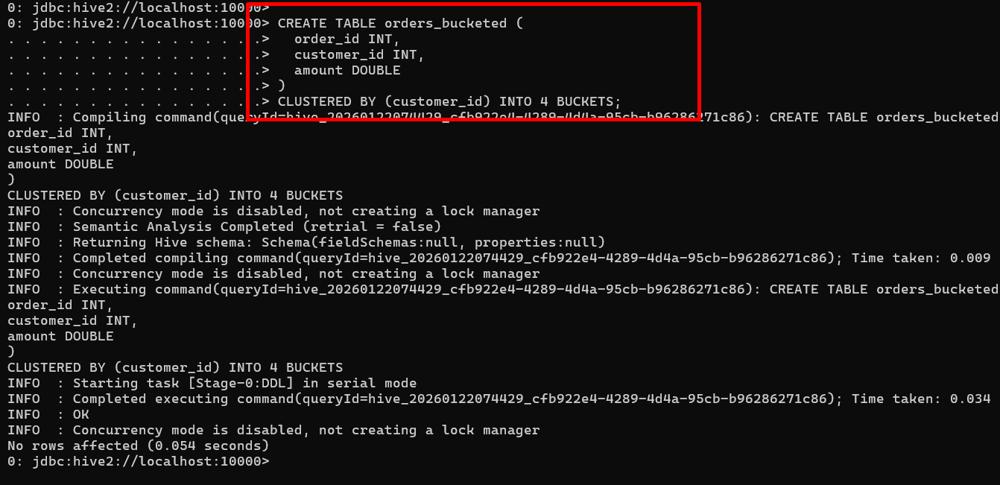 0: jdbc:hive2://localhost:10000>
0: jdbc:hive2://localhost:10000> CREATE TABLE orders_bucketed (
. . . . . . . . . . . . . . . .>   order_id INT,
. . . . . . . . . . . . . . . .>   customer_id INT,
. . . . . . . . . . . . . . . .>   amount DOUBLE
. . . . . . . . . . . . . . . .> )
. . . . . . . . . . . . . . . .> CLUSTERED BY (customer_id) INTO 4 BUCKETS;
INFO  : Compiling command(queryId=hive_20260122074429_cfb922e4-4289-4d4a-95cb-b96286271c86): CREATE TABLE orders_bucketed
order_id INT,
customer_id INT,
amount DOUBLE
)
CLUSTERED BY (customer_id) INTO 4 BUCKETS
INFO  : Concurrency mode is disabled, not creating a lock manager
INFO  : Semantic Analysis Completed (retrial = false)
INFO  : Returning Hive schema: Schema(fieldSchemas:null, properties:null)
INFO  : Completed compiling command(queryId=hive_20260122074429_cfb922e4-4289-4d4a-95cb-b96286271c86); Time taken: 0.009
INFO  : Concurrency mode is disabled, not creating a lock manager
INFO  : Executing command(queryId=hive_20260122074429_cfb922e4-4289-4d4a-95cb-b96286271c86): CREATE TABLE orders_bucketed
order_id INT,
customer_id INT,
amount DOUBLE
)
CLUSTERED BY (customer_id) INTO 4 BUCKETS
INFO  : Starting task [Stage-0:DDL] in serial mode
INFO  : Completed executing command(queryId=hive_20260122074429_cfb922e4-4289-4d4a-95cb-b96286271c86); Time taken: 0.034
INFO  : OK
INFO  : Concurrency mode is disabled, not creating a lock manager
No rows affected (0.054 seconds)
0: jdbc:hive2://localhost:10000>